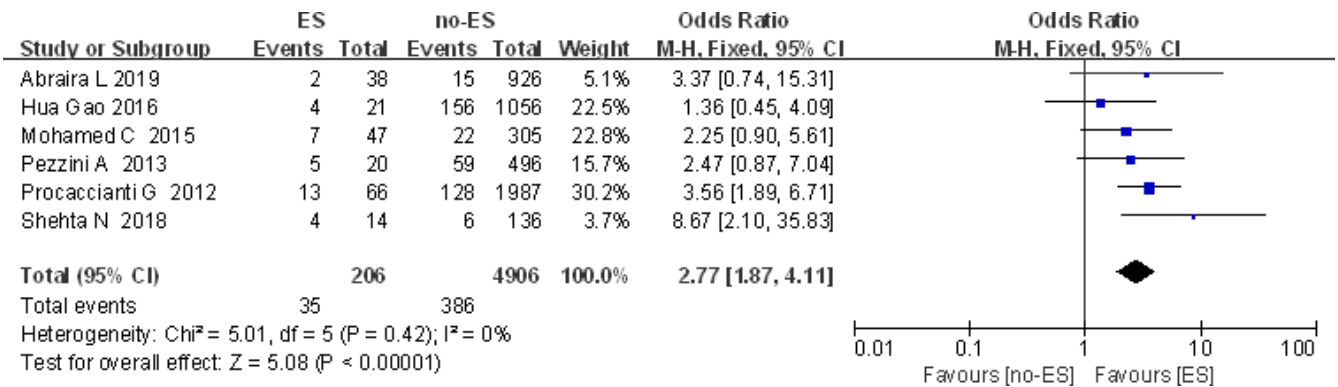 ES no-ES Odds Ratio Odds Ratio
Study or Subgroup Events Total Events Total Weight M-H, Fixed, 95% CI M-H, Fixed, 95% CI
Abraira L 2019 2 38 15 926 5.1% 3.37 [0.74, 15.31]
Hua Gao 2016 4 21 156 1056 22.5% 1.36 [0.45, 4.09]
Mohamed C 2015 7 47 22 305 22.8% 2.25 [0.90, 5.61]
Pezzini A 2013 5 20 59 496 15.7% 2.47 [0.87, 7.04]
Procaccianti G 2012 13 66 128 1987 30.2% 3.56 [1.89, 6.71]
Shehta N 2018 4 14 6 136 3.7% 8.67 [2.10, 35.83]
Total (95% CI) 206 4906 100.0% 2.77 [1.87, 4.11]
Total events 35 386
Heterogeneity: Chi² = 5.01, df = 5 (P = 0.42); I² = 0%
Test for overall effect: Z = 5.08 (P < 0.00001)
0.01 0.1 1 10 100
Favours [no-ES] Favours [ES]